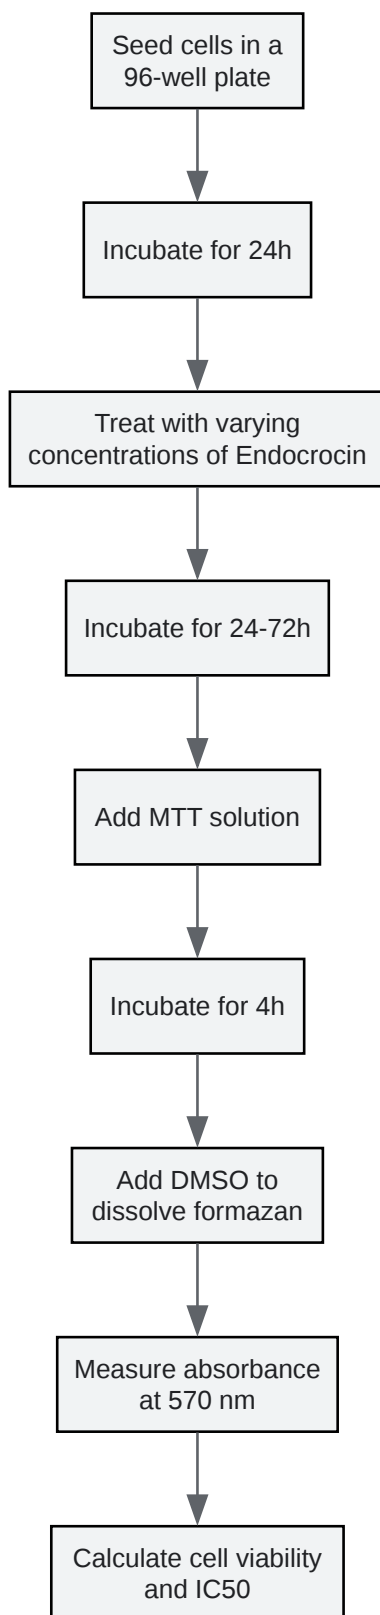 Seed cells in a
96-well plate
Incubate for 24h
Treat with varying
concentrations of Endocrocin
Incubate for 24-72h
Add MTT solution
Incubate for 4h
Add DMSO to
dissolve formazan
Measure absorbance
at 570 nm
Calculate cell viability
and IC50